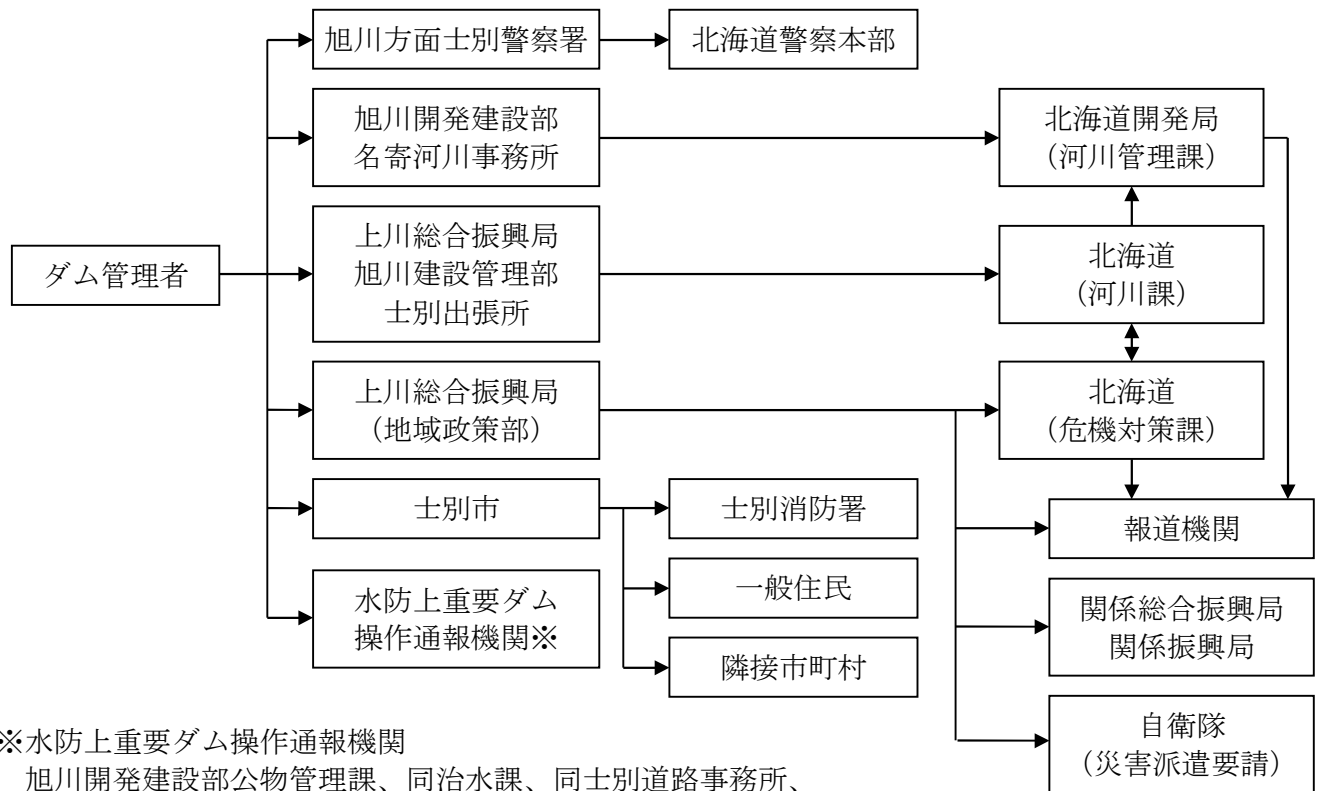 旭川方面士別警察署
北海道警察本部
旭川開発建設部
名寄河川事務所
北海道開発局
（河川管理課）
ダム管理者
上川総合振興局
旭川建設管理部
士別出張所
北海道
（河川課）
上川総合振興局
（地域政策部）
北海道
（危機対策課）
士別市
士別消防署
報道機関
水防上重要ダム
操作通報機関※
一般住民
関係総合振興局
関係振興局
隣接市町村
自衛隊
（災害派遣要請）
※水防上重要ダム操作通報機関
旭川開発建設部公物管理課、同治水課、同士別道路事務所、